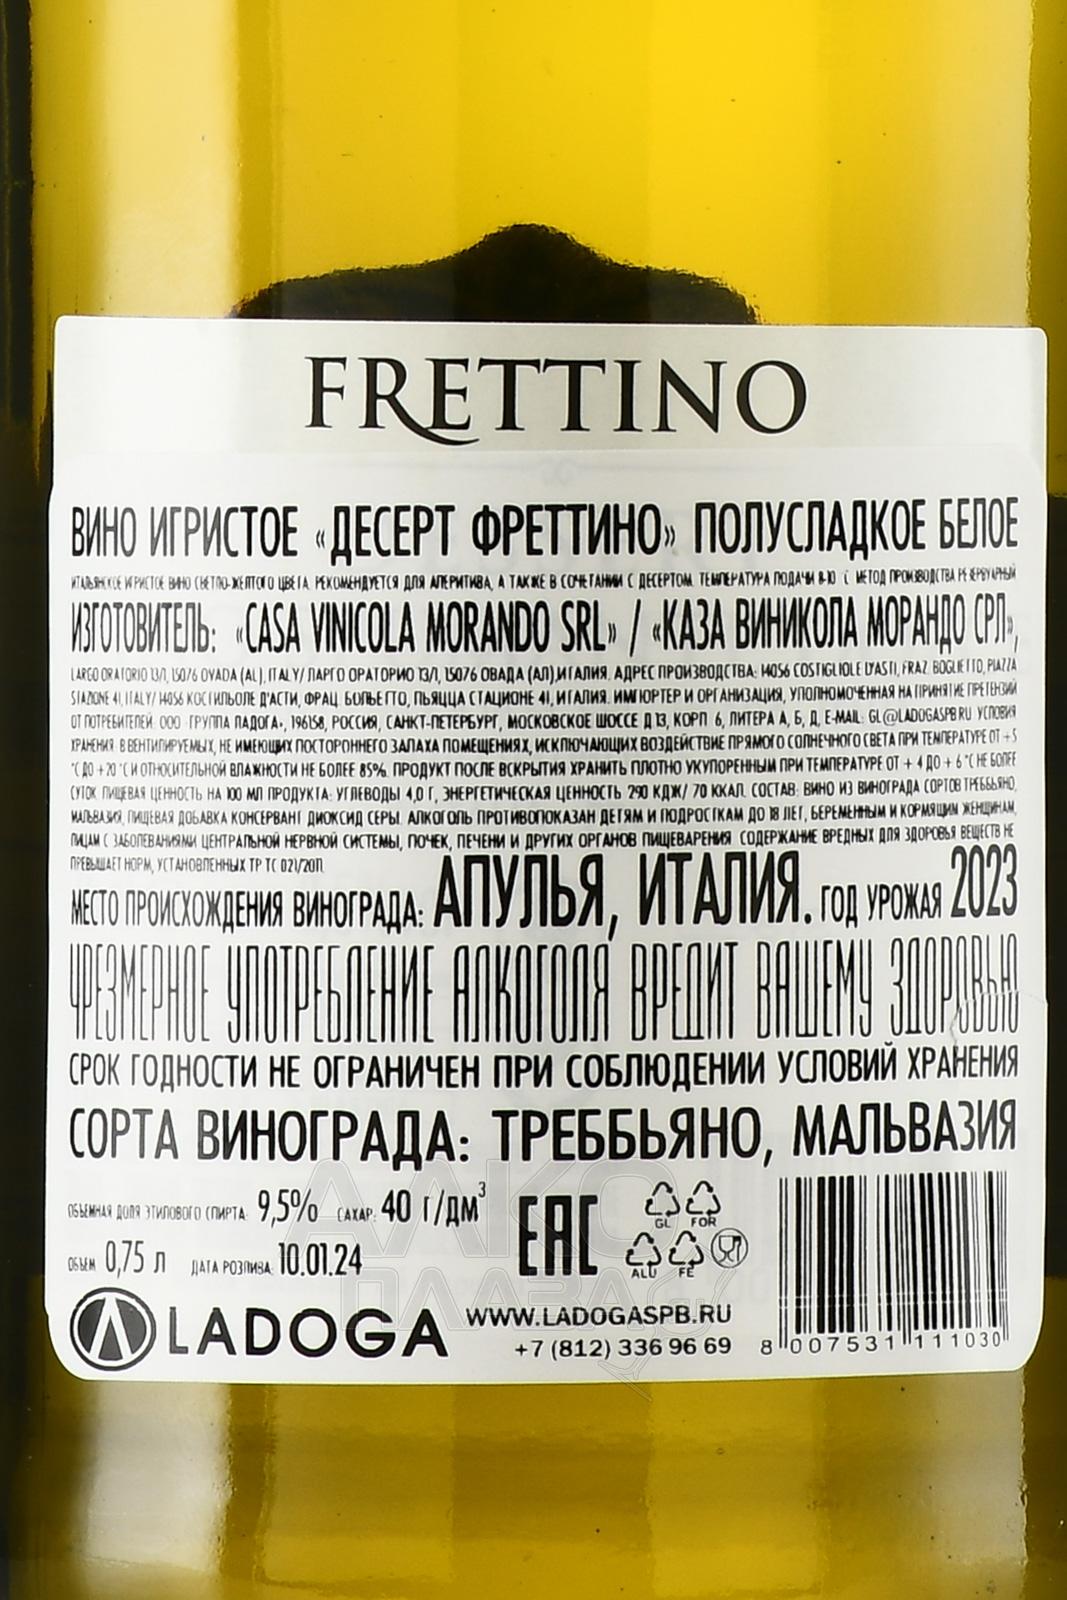 FRETTINO
ВИНО ИГРИСТОЕ «ДЕСЕРТ ФРЕТТИНО» ПОЛУСЛАДКОЕ БЕЛОЕ
ИТАЛЬЯНСКОЕ ИГРИСТОЕ ВИНО СВЕТЛО-ЖЕЛТОГО ЦВЕТА. РЕКОМЕНДУЕТСЯ ДЛЯ АПЕРИТИВА, А ТАКЖЕ В СОЧЕТАНИИ С ДЕСЕРТОМ. ТЕМПЕРАТУРА ПОДАЧИ 8-10 °С. МЕТОД ПРОИЗВОДСТВА РЕЗЕРВУАРНЫЙ
ИЗГОТОВИТЕЛЬ: «CASA VINICOLA MORANDO SRL» / «КАЗА ВИНИКОЛА МОРАНДО СРЛ»,
LARGO ORATORIO 13/1, 15076 OVADA (AL), ITALY/ ЛАРГО ОРАТОРИО 13/1, 15076 ОВАДА (АЛ),ИТАЛИЯ. АДРЕС ПРОИЗВОДСТВА: 14056 COSTIGLIOLE D'ASTI, FRAZ. BOGLIETTO, PIAZZA
STAZIONE 41, ITALY/ 14056 КОСТИЛЬОЛЕ Д'АСТИ, ФРАЦ. БОЛЬЕТТО, ПЬЯЦЦА СТАЦИОНЕ 41, ИТАЛИЯ. ИМПОРТЕР И ОРГАНИЗАЦИЯ, УПОЛНОМОЧЕННАЯ НА ПРИНЯТИЕ ПРЕТЕНЗИЙ
ОТ ПОТРЕБИТЕЛЕЙ: ООО «ГРУППА ЛАДОГА», 196158, РОССИЯ, САНКТ-ПЕТЕРБУРГ, МОСКОВСКОЕ ШОССЕ Д.13, КОРП. 6, ЛИТЕРА А, Б, Д, E-MAIL: GL@LADOGASPB.RU УСЛОВИЯ
ХРАНЕНИЯ: В ВЕНТИЛИРУЕМЫХ, НЕ ИМЕЮЩИХ ПОСТОРОННЕГО ЗАПАХА ПОМЕЩЕНИЯХ, ИСКЛЮЧАЮЩИХ ВОЗДЕЙСТВИЕ ПРЯМОГО СОЛНЕЧНОГО СВЕТА ПРИ ТЕМПЕРАТУРЕ ОТ +5
°С ДО +20 °С И ОТНОСИТЕЛЬНОЙ ВЛАЖНОСТИ НЕ БОЛЕЕ 85%. ПРОДУКТ ПОСЛЕ ВСКРЫТИЯ ХРАНИТЬ ПЛОТНО УКУПОРЕННЫМ ПРИ ТЕМПЕРАТУРЕ ОТ + 4 ДО + 6 °С НЕ БОЛЕЕ
СУТОК. ПИЩЕВАЯ ЦЕННОСТЬ НА 100 МЛ ПРОДУКТА: УГЛЕВОДЫ 4,0 Г, ЭНЕРГЕТИЧЕСКАЯ ЦЕННОСТЬ 290 КДЖ/ 70 ККАЛ. СОСТАВ: ВИНО ИЗ ВИНОГРАДА СОРТОВ ТРЕББЬЯНО,
МАЛЬВАЗИЯ, ПИЩЕВАЯ ДОБАВКА КОНСЕРВАНТ ДИОКСИД СЕРЫ. АЛКОГОЛЬ ПРОТИВОПОКАЗАН ДЕТЯМ И ПОДРОСТКАМ ДО 18 ЛЕТ, БЕРЕМЕННЫМ И КОРМЯЩИМ ЖЕНЩИНАМ,
ЛИЦАМ С ЗАБОЛЕВАНИЯМИ ЦЕНТРАЛЬНОЙ НЕРВНОЙ СИСТЕМЫ, ПОЧЕК, ПЕЧЕНИ И ДРУГИХ ОРГАНОВ ПИЩЕВАРЕНИЯ. СОДЕРЖАНИЕ ВРЕДНЫХ ДЛЯ ЗДОРОВЬЯ ВЕЩЕСТВ НЕ
ПРЕВЫШАЕТ НОРМ, УСТАНОВЛЕННЫХ ТР ТС 021/2011.
МЕСТО ПРОИСХОЖДЕНИЯ ВИНОГРАДА: АПУЛЬЯ, ИТАЛИЯ. ГОД УРОЖАЯ 2023
ЧРЕЗМЕРНОЕ УПОТРЕБЛЕНИЕ АЛКОГОЛЯ ВРЕДИТ ВАШЕМУ ЗДОРОВЬЮ
СРОК ГОДНОСТИ НЕ ОГРАНИЧЕН ПРИ СОБЛЮДЕНИИ УСЛОВИЙ ХРАНЕНИЯ
СОРТА ВИНОГРАДА: ТРЕББЬЯНО, МАЛЬВАЗИЯ
ОБЪЕМНАЯ ДОЛЯ ЭТИЛОВОГО СПИРТА: 9,5% САХАР: 40 г/дм³
ОБЪЕМ 0,75 л ДАТА РОЗЛИВА: 10.01.24
EAC
GL FOR
ALU FE
LADOGA
WWW.LADOGASPB.RU
+7 (812) 336 96 69
8 007531 111030
АЛКО
ПЛАВА.ru